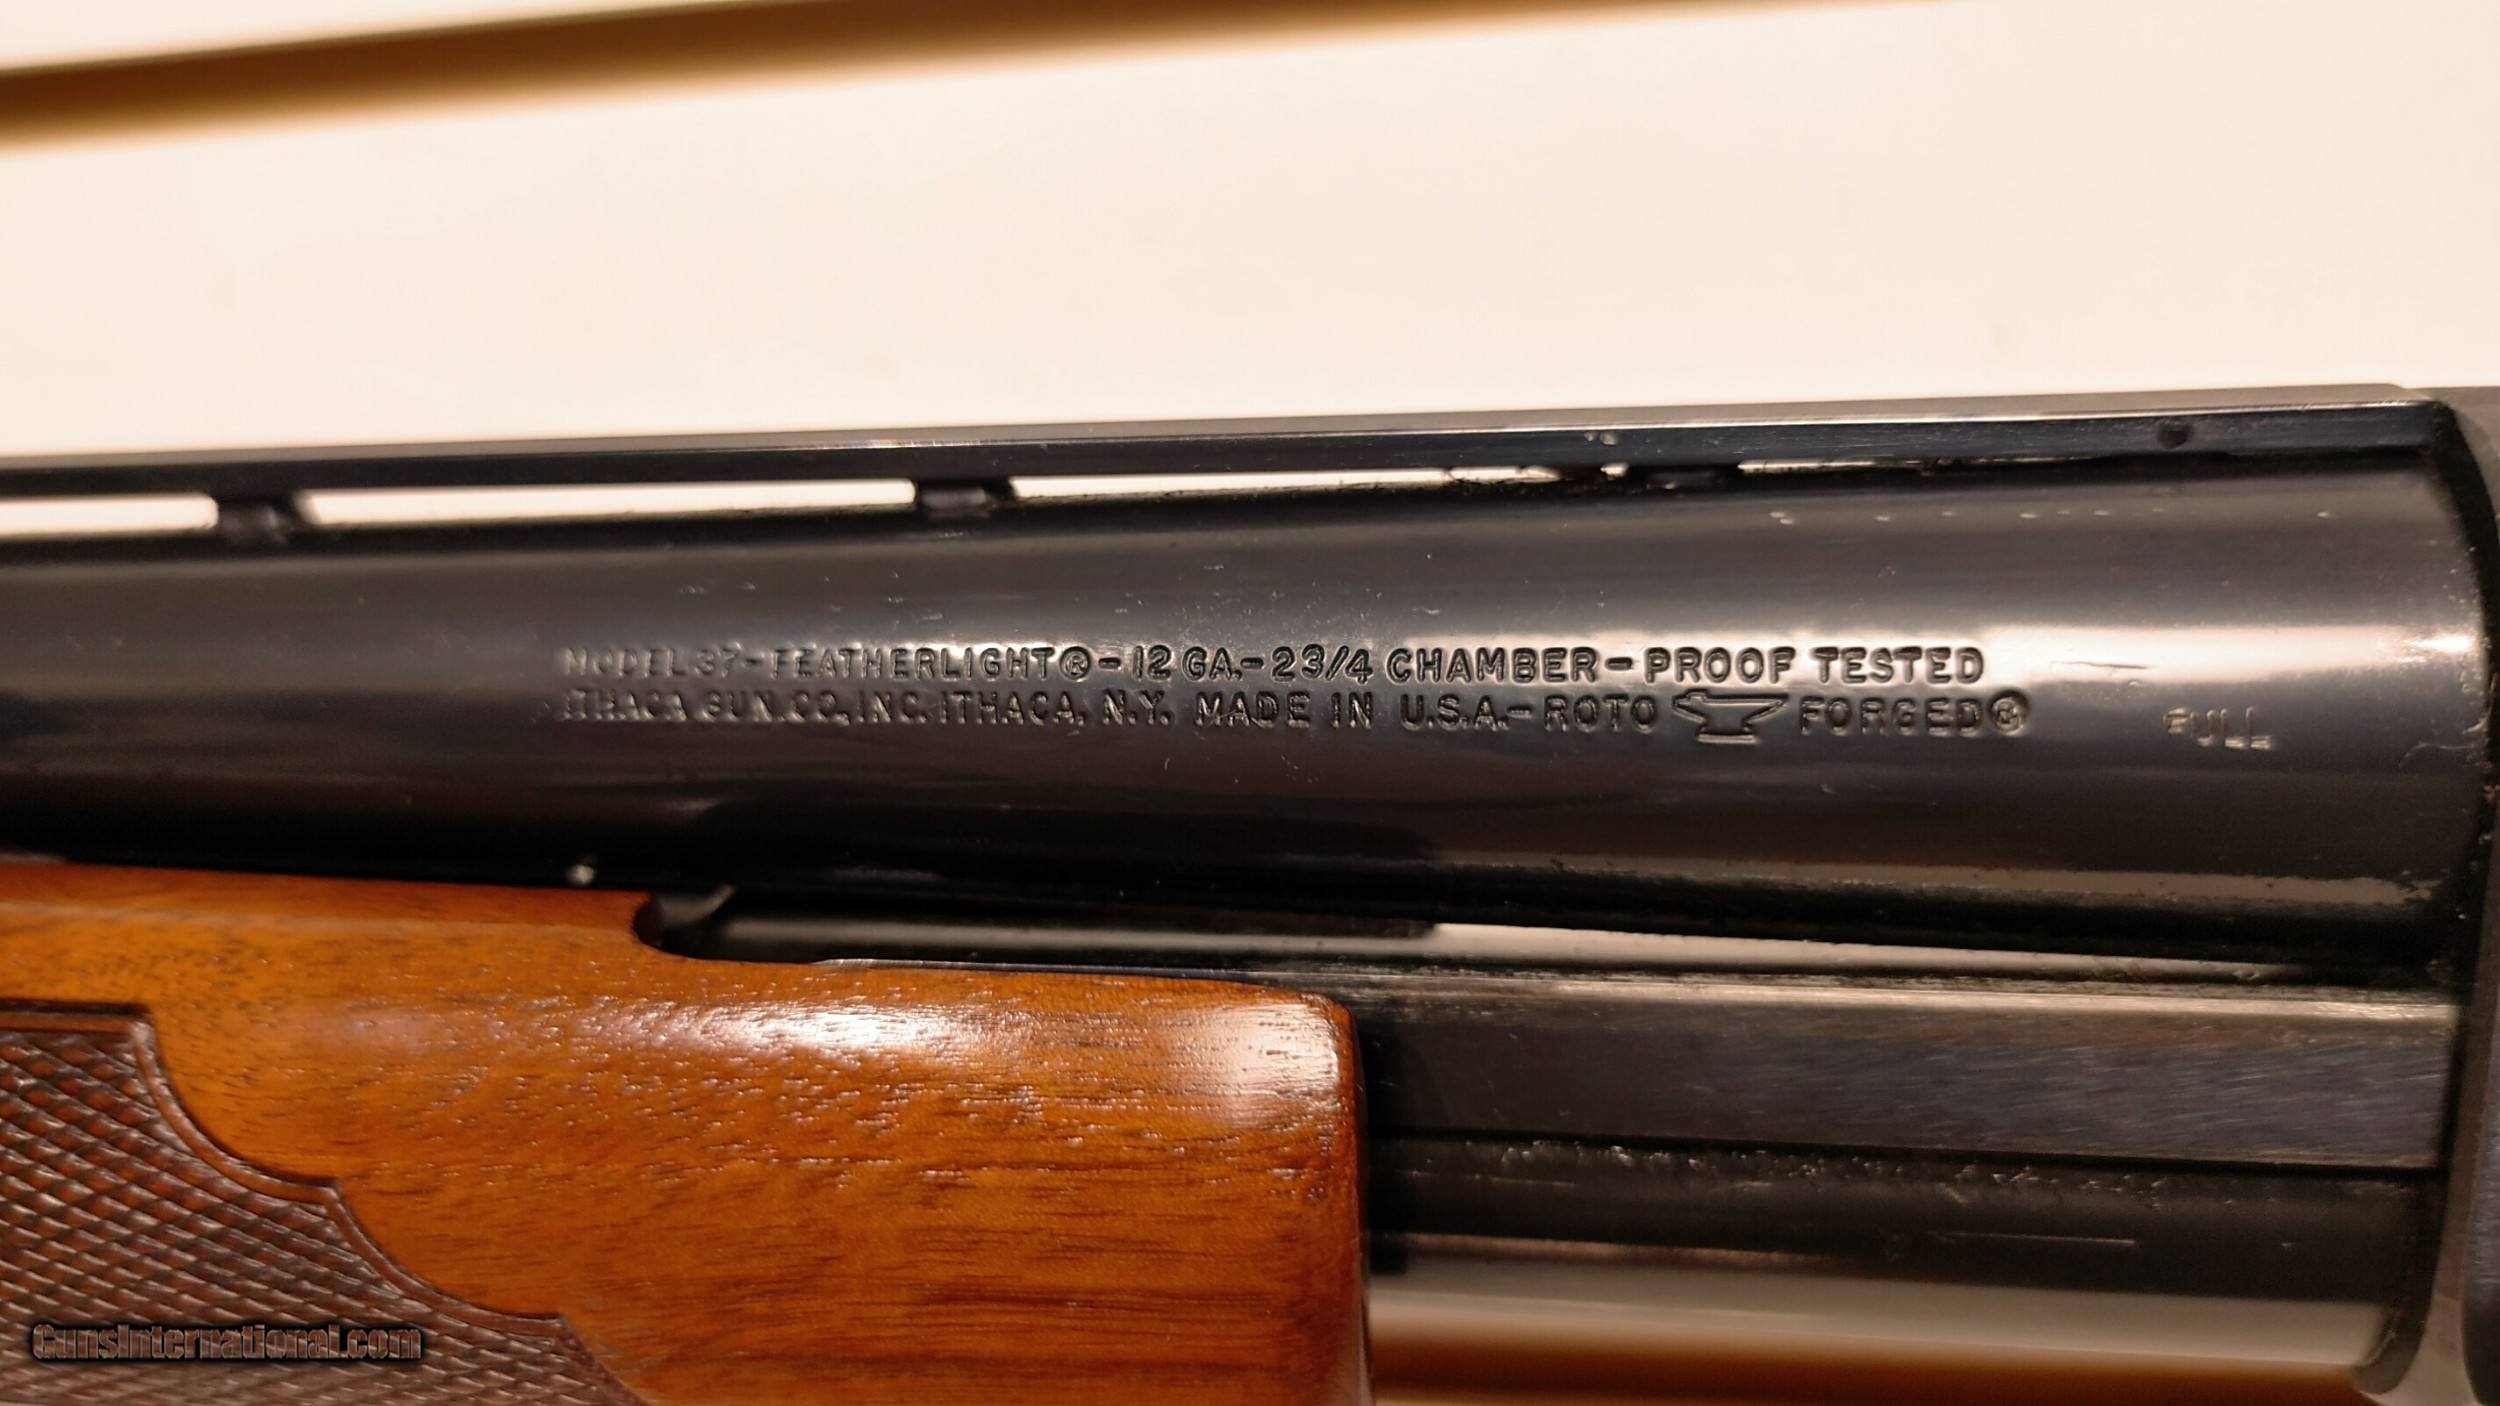 MODEL 37-FEATHERLIGHT®-12 GA.-2 3/4 CHAMBER-PROOF TESTED
ITHACA GUN.CO., INC. ITHACA, N.Y. MADE IN U.S.A.-ROTO FORGED®
FULL
GunsInternational.com